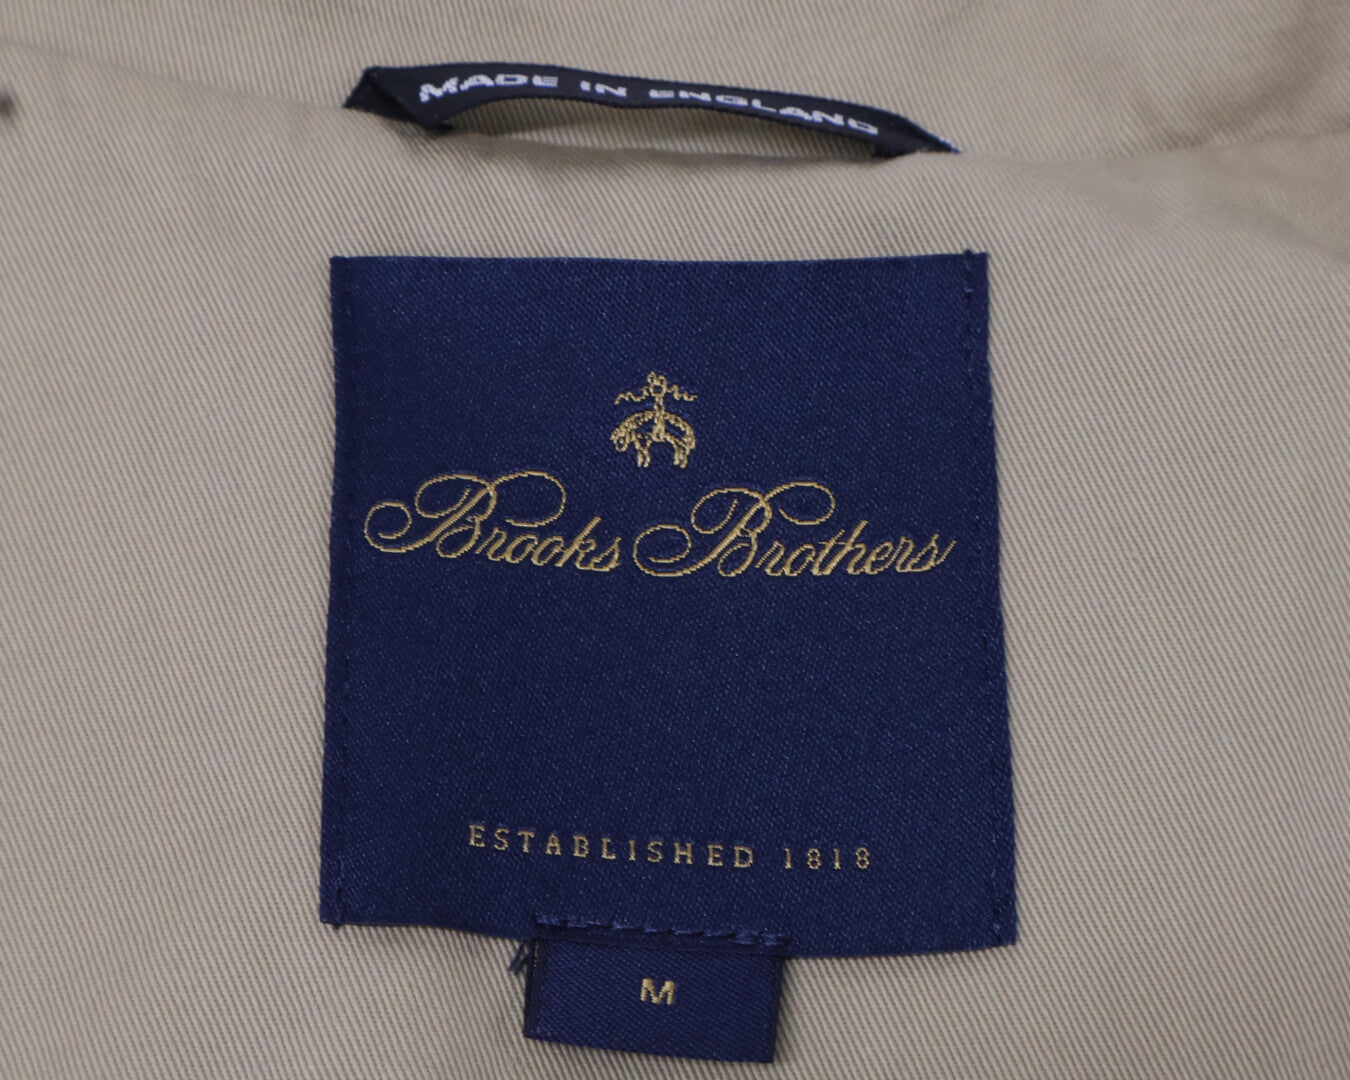 MADE IN ENGLAND
Brooks Brothers
ESTABLISHED 1818
M